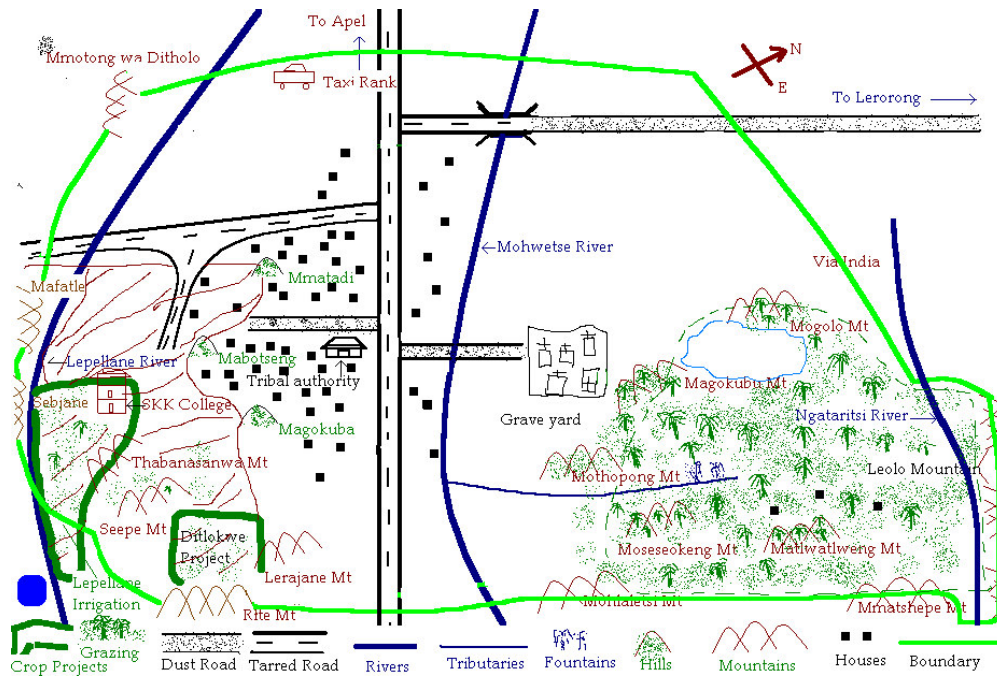 To Apel
Mmotong wa Ditholo
Taxi Rank
N
E
To Lerorong
Mohwetse River
Via India
Mafatle
Mmatadi
Mogolo Mt
Lepellane River
Mabotseng
Tribal authority
Magokubu Mt
Sebjane
SKK College
Magokuba
Grave yard
Ngataritsi River
Thabanasanwa Mt
Mothopong Mt
Leolo Mountain
Seepe Mt
Ditlokwe
Project
Moseseokeng Mt
Matlwatlweng Mt
Lerajane Mt
Lepellane
Irrigation
Rite Mt
Mohlaletsi Mt
Mmatshepe Mt
Crop Projects
Grazing
Dust Road
Tarred Road
Rivers
Tributaries
Fountains
Hills
Mountains
Houses
Boundary